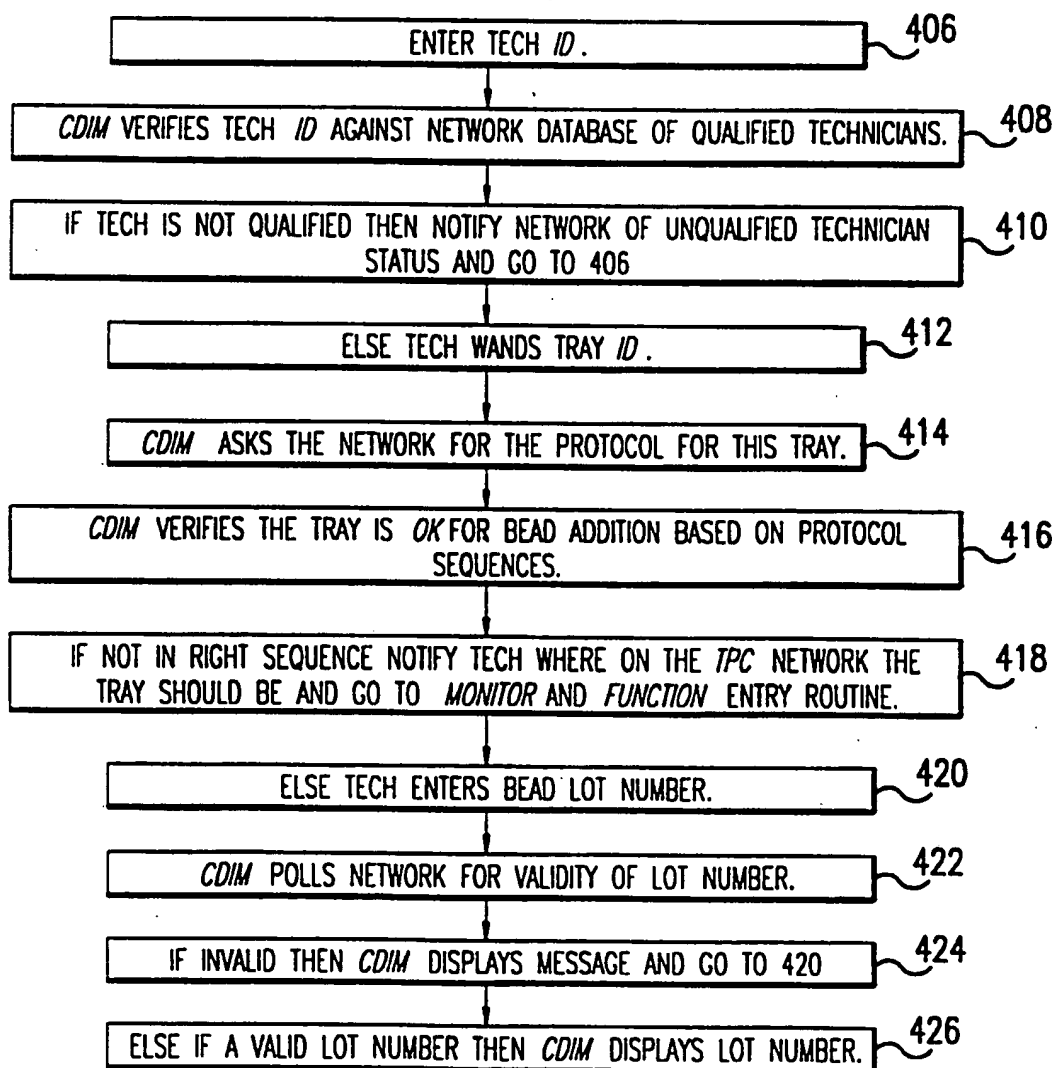 ENTER TECH ID. 406
CDIM VERIFIES TECH ID AGAINST NETWORK DATABASE OF QUALIFIED TECHNICIANS. 408
IF TECH IS NOT QUALIFIED THEN NOTIFY NETWORK OF UNQUALIFIED TECHNICIAN 410
STATUS AND GO TO 406
ELSE TECH WANDS TRAY ID. 412
CDIM ASKS THE NETWORK FOR THE PROTOCOL FOR THIS TRAY. 414
CDIM VERIFIES THE TRAY IS OK FOR BEAD ADDITION BASED ON PROTOCOL 416
SEQUENCES.
IF NOT IN RIGHT SEQUENCE NOTIFY TECH WHERE ON THE TPC NETWORK THE 418
TRAY SHOULD BE AND GO TO MONITOR AND FUNCTION ENTRY ROUTINE.
ELSE TECH ENTERS BEAD LOT NUMBER. 420
CDIM POLLS NETWORK FOR VALIDITY OF LOT NUMBER. 422
IF INVALID THEN CDIM DISPLAYS MESSAGE AND GO TO 420 424
ELSE IF A VALID LOT NUMBER THEN CDIM DISPLAYS LOT NUMBER. 426